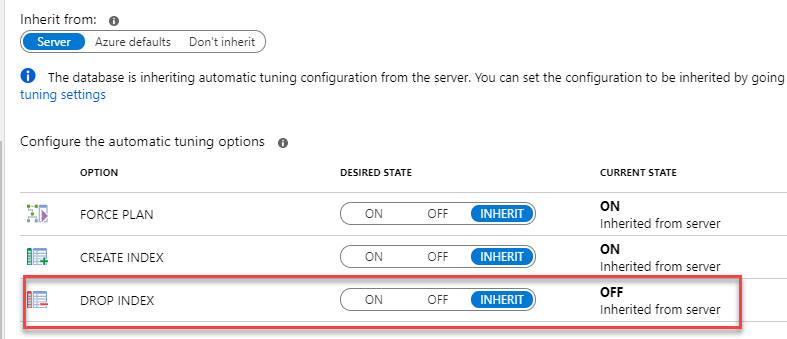 Inherit from:
Server Azure defaults Don't inherit
The database is inheriting automatic tuning configuration from the server. You can set the configuration to be inherited by going
tuning settings
Configure the automatic tuning options
OPTION DESIRED STATE CURRENT STATE
FORCE PLAN ON OFF INHERIT ON
Inherited from server
CREATE INDEX ON OFF INHERIT ON
Inherited from server
DROP INDEX ON OFF INHERIT OFF
Inherited from server